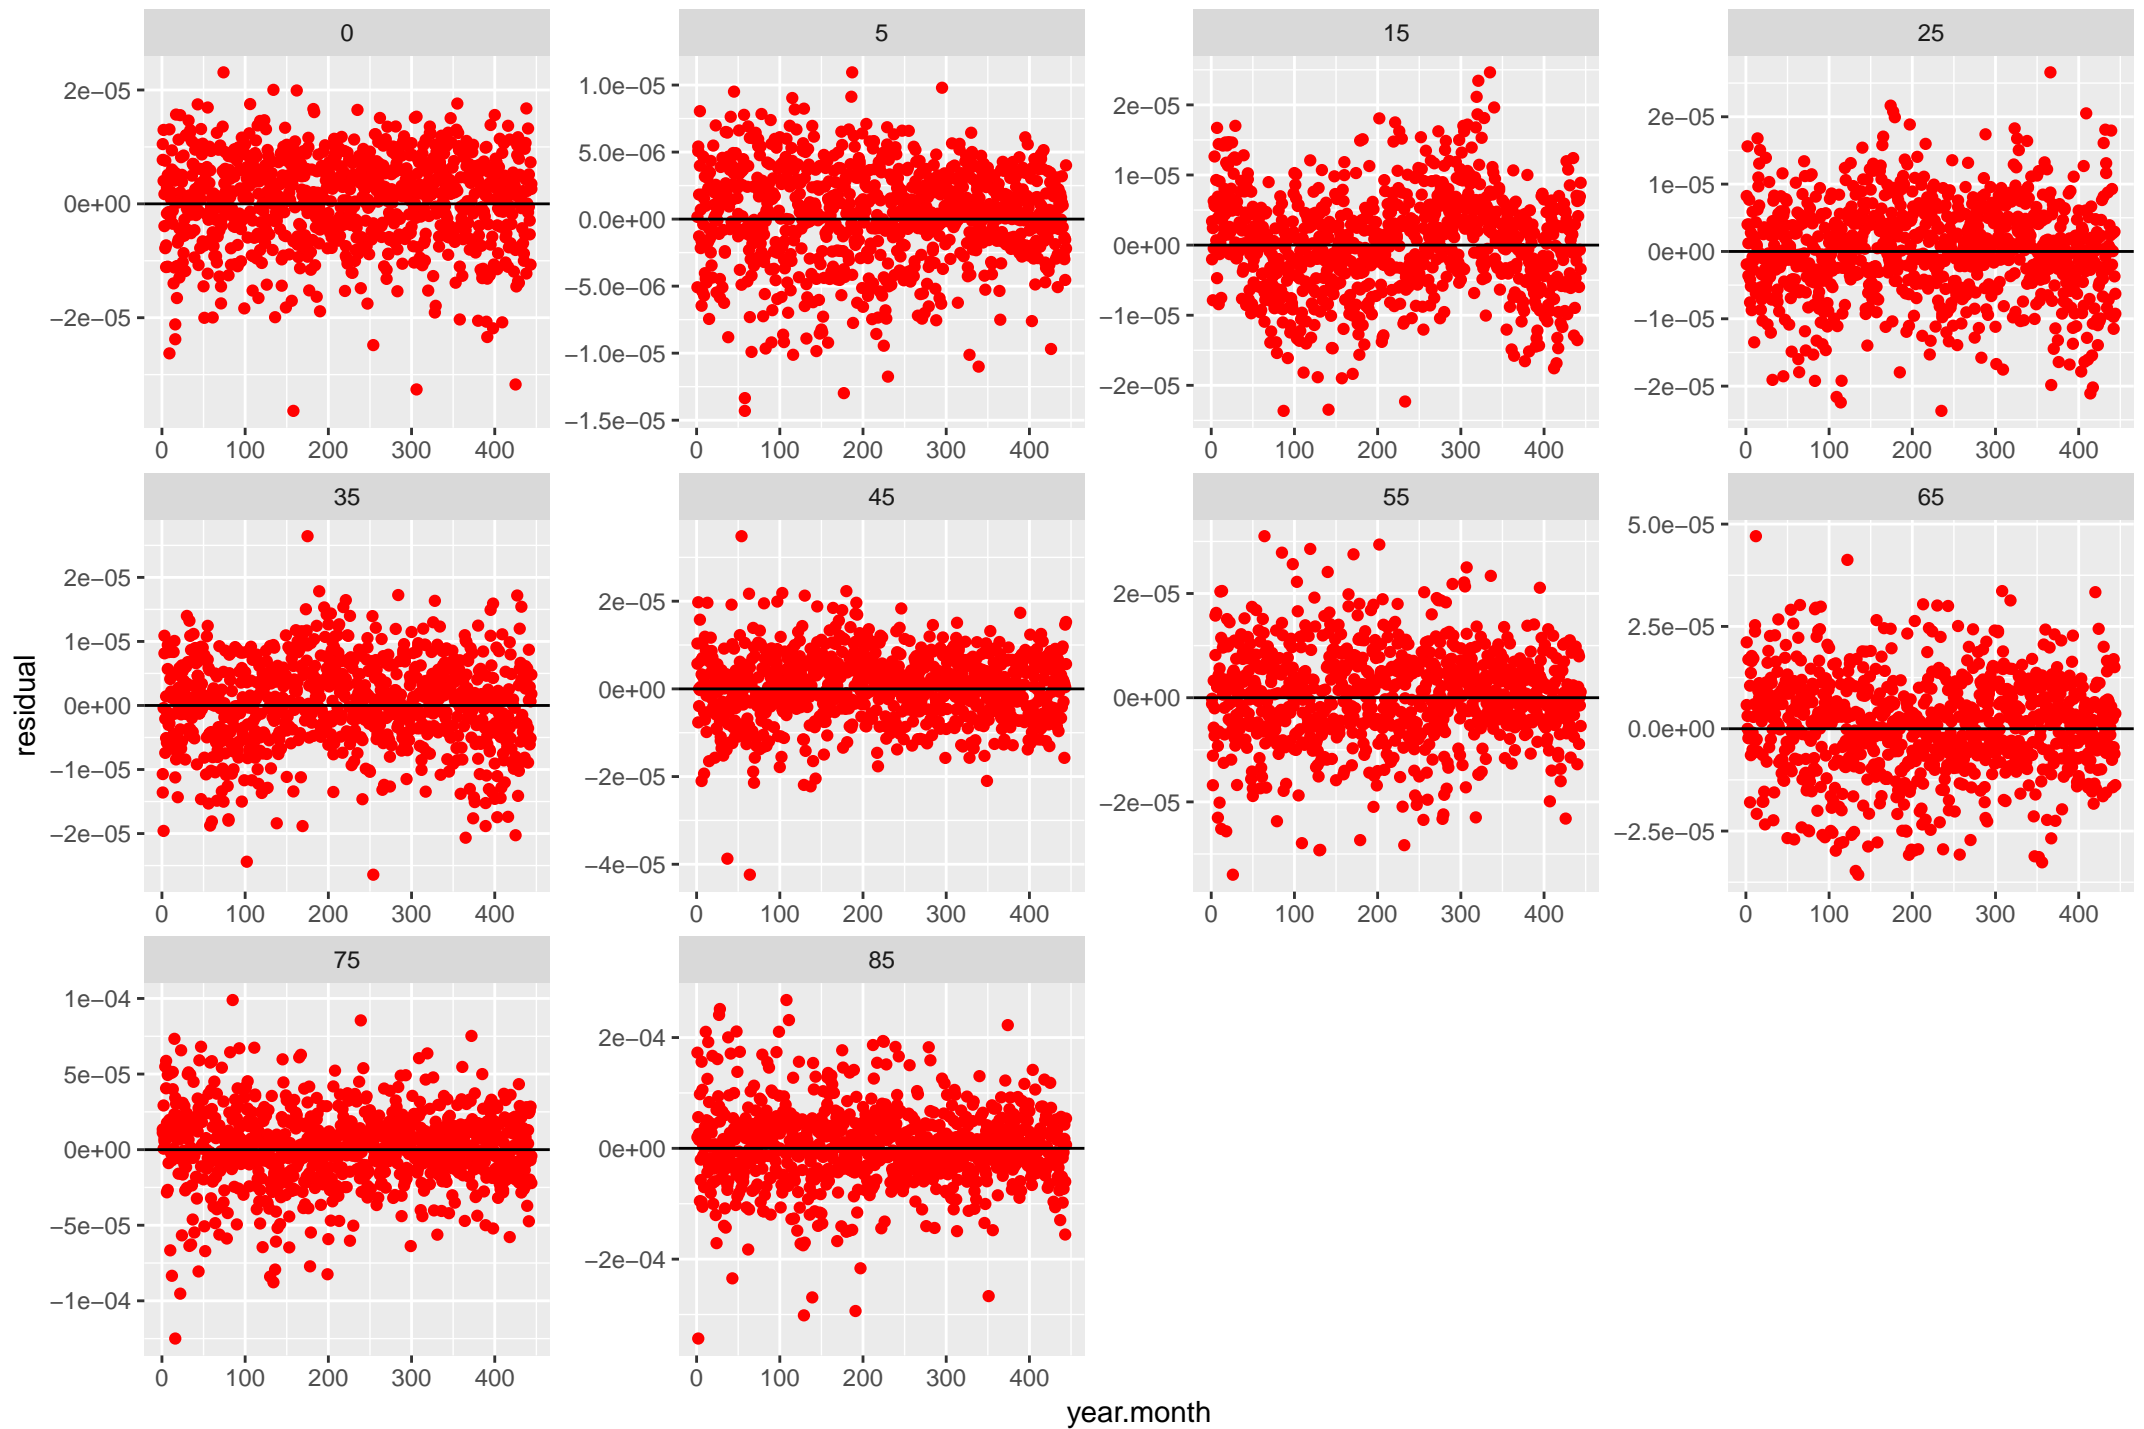 0 5 15 25
2e−05
0e+00
−2e−05
1.0e−05
5.0e−06
0.0e+00
−5.0e−06
−1.0e−05
−1.5e−05
2e−05
1e−05
0e+00
−1e−05
−2e−05
2e−05
1e−05
0e+00
−1e−05
−2e−05
0 100 200 300 400 0 100 200 300 400 0 100 200 300 400 0 100 200 300 400
35 45 55 65
2e−05
1e−05
0e+00
−1e−05
−2e−05
2e−05
0e+00
−2e−05
−4e−05
2e−05
0e+00
−2e−05
5.0e−05
2.5e−05
0.0e+00
−2.5e−05
0 100 200 300 400 0 100 200 300 400 0 100 200 300 400 0 100 200 300 400
75 85
1e−04
5e−05
0e+00
−5e−05
−1e−04
2e−04
0e+00
−2e−04
0 100 200 300 400 0 100 200 300 400
residual
year.month